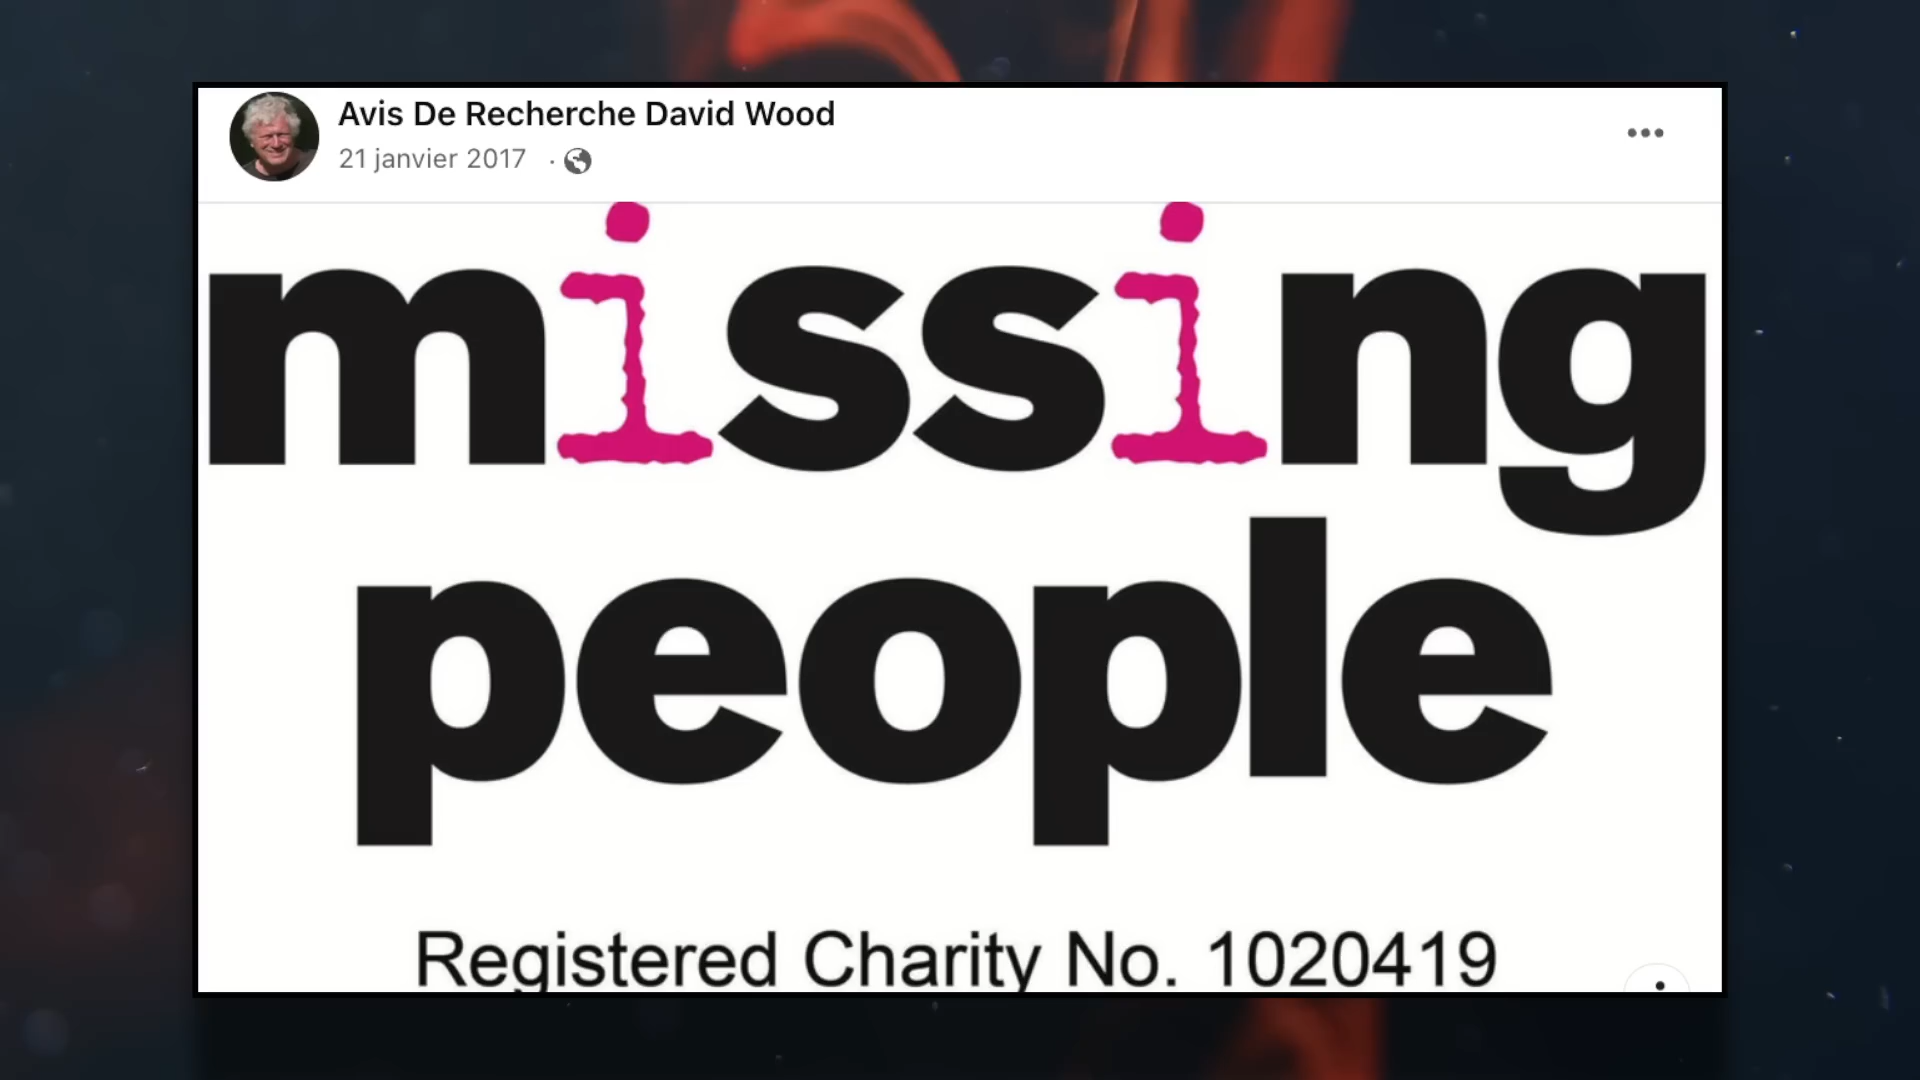 Avis De Recherche David Wood
21 janvier 2017 ·
missing
people
Registered Charity No. 1020419